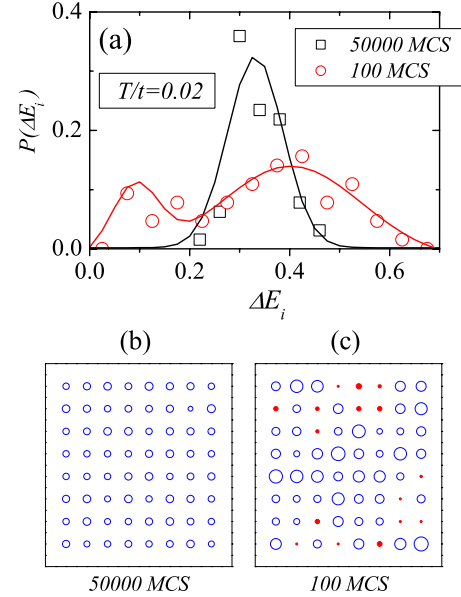 (a)
50000 MCS
100 MCS
T/t=0.02
P(ΔE_i)
0.4
0.2
0.0
0.0 0.2 0.4 0.6
ΔE_i
(b) (c)
50000 MCS 100 MCS